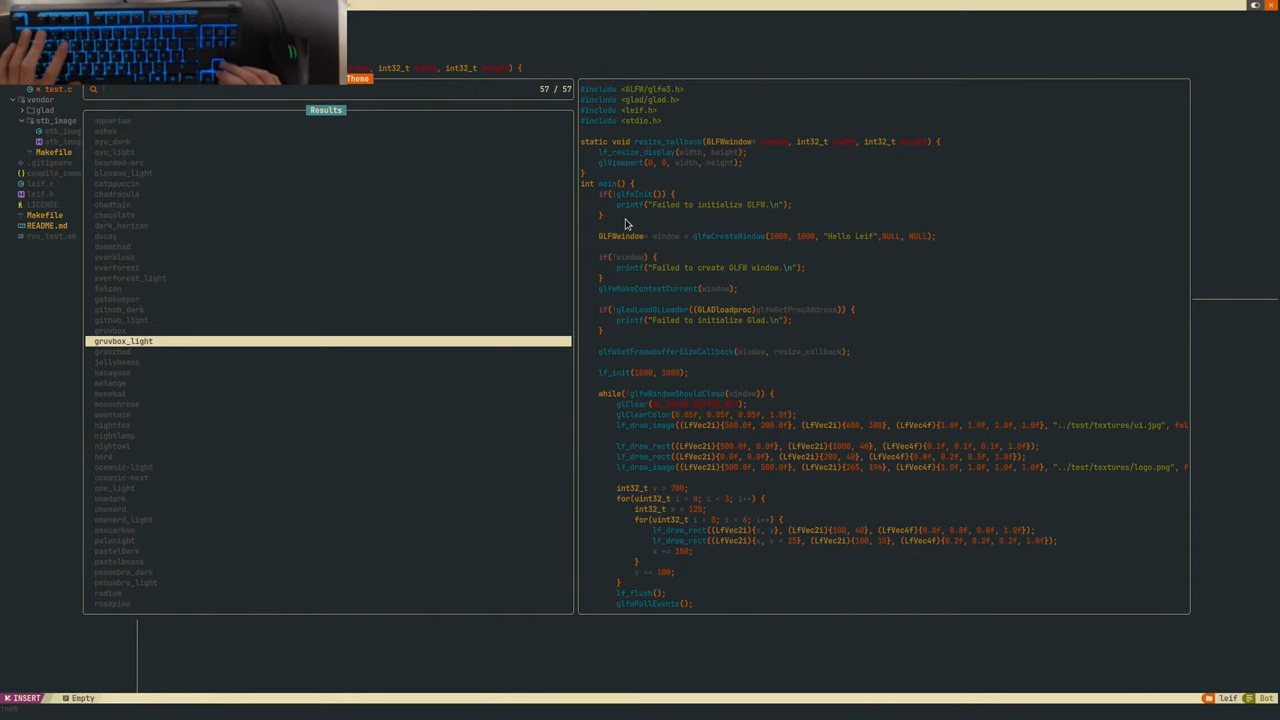 int32_t width, int32_t height) {
Theme
57 / 57
Results
test.c
vendor
glad
stb_image
stb_imag
stb_imag
Makefile
.gitignore
compile_comm
leif.c
leif.h
LICENSE
Makefile
README.md
run_test.sh
aquarium
ashes
ayu_dark
ayu_light
bearded-arc
blossom_light
catppuccin
chadracula
chadtain
chocolate
dark_horizon
decay
doomchad
everblush
everforest
everforest_light
falcon
gatekeeper
github_dark
github_light
gruvbox
gruvbox_light
gruvchad
jellybeans
kanagawa
melange
monekai
monochrome
mountain
nightfox
nightlamp
nightowl
nord
oceanic-light
oceanic-next
one_light
onedark
onenord
onenord_light
oxocarbon
palenight
pastelDark
pastelbeans
penumbra_dark
penumbra_light
radium
rosepine
#include <GLFW/glfw3.h>
#include <glad/glad.h>
#include <leif.h>
#include <stdio.h>
static void resize_callback(GLFWwindow* window, int32_t width, int32_t height) {
lf_resize_display(width, height);
glViewport(0, 0, width, height);
}
int main() {
if(!glfwInit()) {
printf("Failed to initialize GLFW.\n");
}
GLFWwindow* window = glfwCreateWindow(1000, 1000, "Hello Leif",NULL, NULL);
if(!window) {
printf("Failed to create GLFW window.\n");
}
glfwMakeContextCurrent(window);
if(!gladLoadGLLoader((GLADloadproc)glfwGetProcAddress)) {
printf("Failed to initialize Glad.\n");
}
glfwSetFramebufferSizeCallback(window, resize_callback);
lf_init(1000, 1000);
while(!glfwWindowShouldClose(window)) {
glClear(GL_COLOR_BUFFER_BIT);
glClearColor(0.05f, 0.05f, 0.05f, 1.0f);
lf_draw_image((LfVec2i){500.0f, 200.0f}, (LfVec2i){600, 300}, (LfVec4f){1.0f, 1.0f, 1.0f, 1.0f}, "../test/textures/ui.jpg", fal
lf_draw_rect((LfVec2i){500.0f, 0.0f}, (LfVec2i){1000, 40}, (LfVec4f){0.1f, 0.1f, 0.1f, 1.0f});
lf_draw_rect((LfVec2i){0.0f, 0.0f}, (LfVec2i){200, 40}, (LfVec4f){0.0f, 0.2f, 0.3f, 1.0f});
lf_draw_image((LfVec2i){500.0f, 500.0f}, (LfVec2i){265, 196}, (LfVec4f){1.0f, 1.0f, 1.0f, 1.0f}, "../test/textures/logo.png", f
int32_t y = 700;
for(uint32_t i = 0; i < 3; i++) {
int32_t x = 125;
for(uint32_t i = 0; i < 6; i++) {
lf_draw_rect((LfVec2i){x, y}, (LfVec2i){100, 40}, (LfVec4f){0.0f, 0.0f, 0.0f, 1.0f});
lf_draw_rect((LfVec2i){x, y + 25}, (LfVec2i){100, 10}, (LfVec4f){0.2f, 0.2f, 0.2f, 1.0f});
x += 150;
}
y += 100;
}
lf_flush();
glfwPollEvents();
INSERT
Empty
leif
Bot